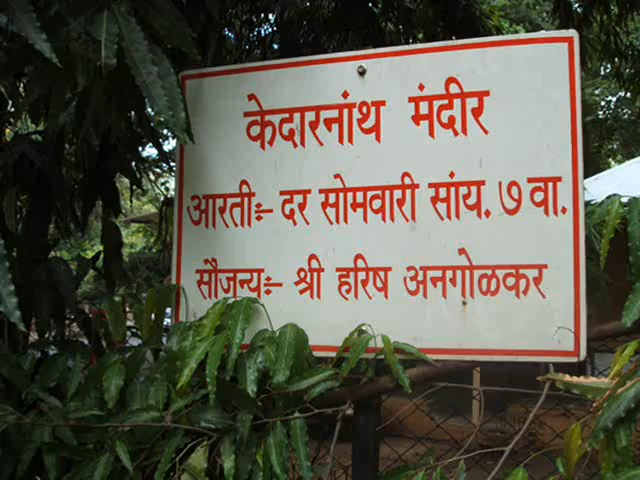 केदारनांथ मंदीर
आरती:- दर सोमवारी सांय. ७ वा.
सौजन्य:- श्री हरिष अनगोळकर